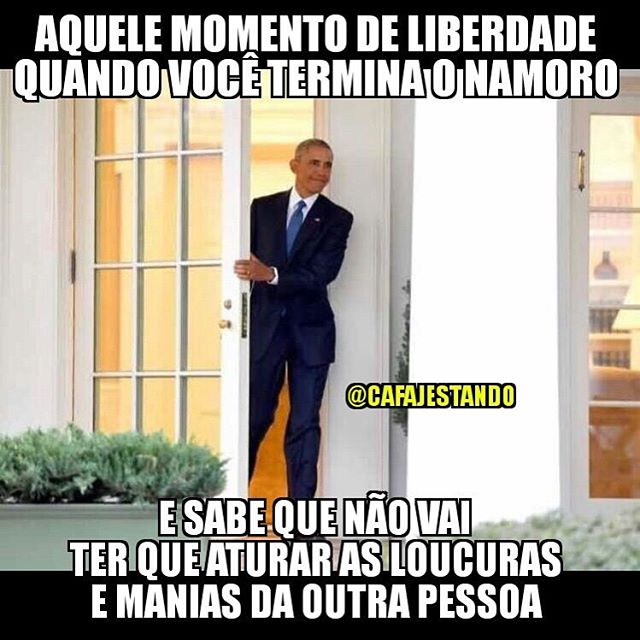 AQUELE MOMENTO DE LIBERDADE
QUANDO VOCÊ TERMINA O NAMORO
@CAFAJESTANDO
E SABE QUE NÃO VAI
TER QUE ATURAR AS LOUCURAS
E MANIAS DA OUTRA PESSOA